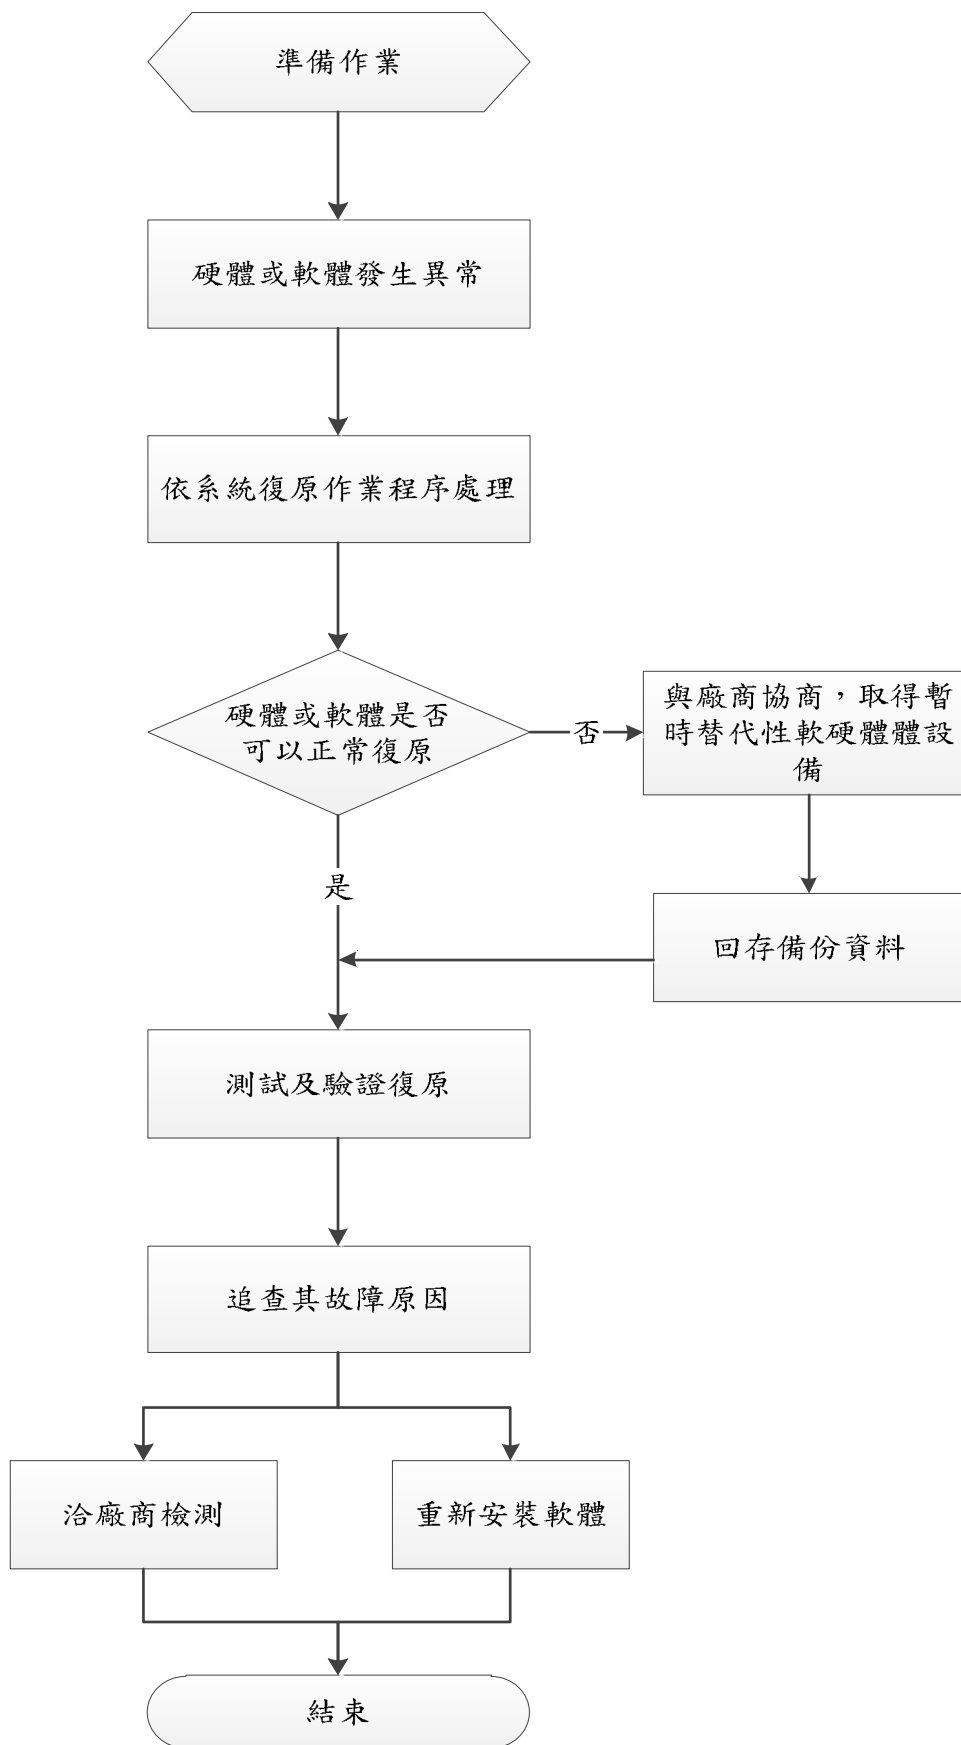 準備作業
硬體或軟體發生異常
依系統復原作業程序處理
硬體或軟體是否
可以正常復原
否
與廠商協商，取得暫
時替代性軟硬體體設
備
是
回存備份資料
測試及驗證復原
追查其故障原因
洽廠商檢測
重新安裝軟體
結束